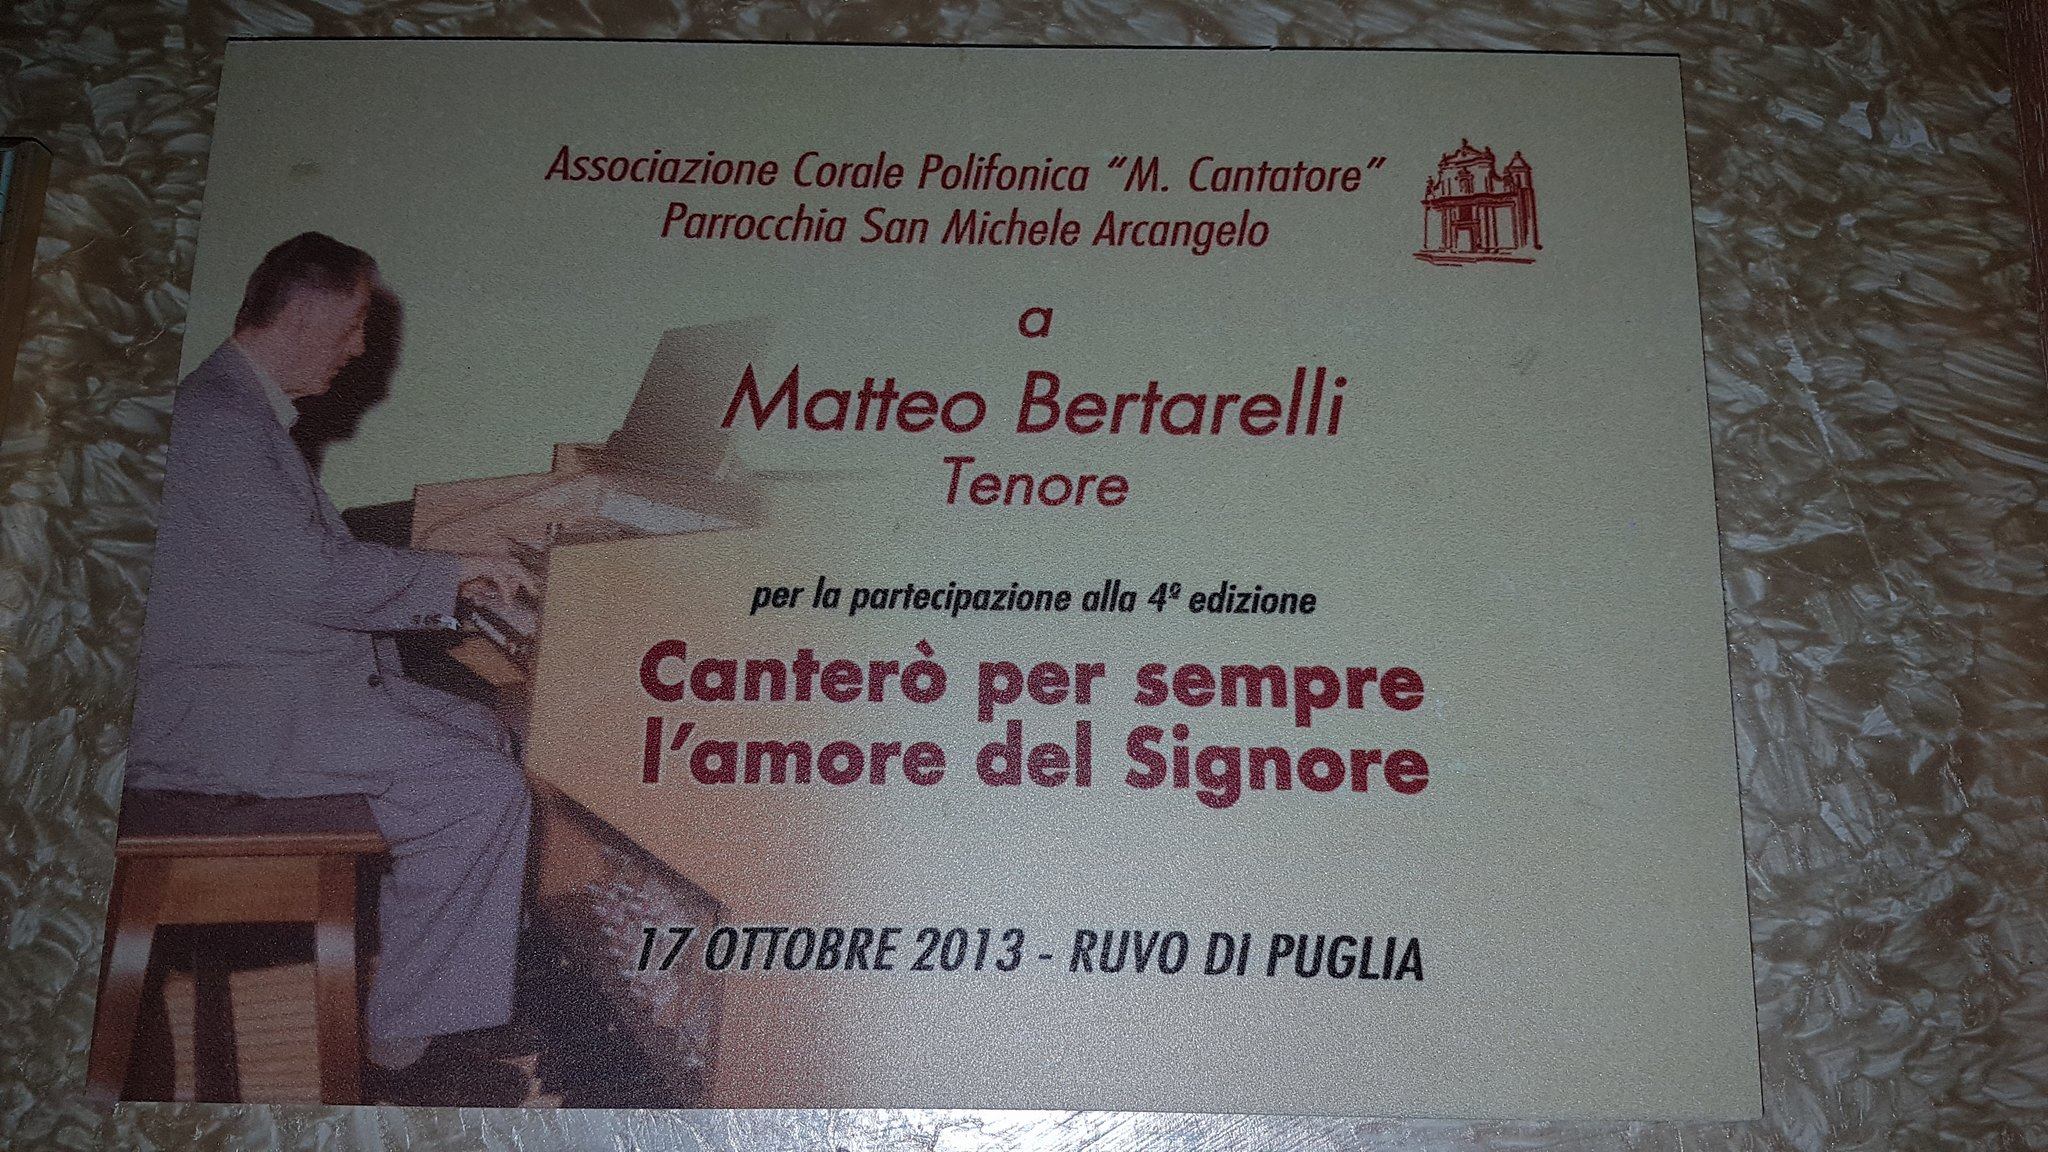 Associazione Corale Polifonica “M. Cantatore”
Parrocchia San Michele Arcangelo
a
Matteo Bertarelli
Tenore
per la partecipazione alla 4º edizione
Canterò per sempre
l’amore del Signore
17 OTTOBRE 2013 - RUVO DI PUGLIA